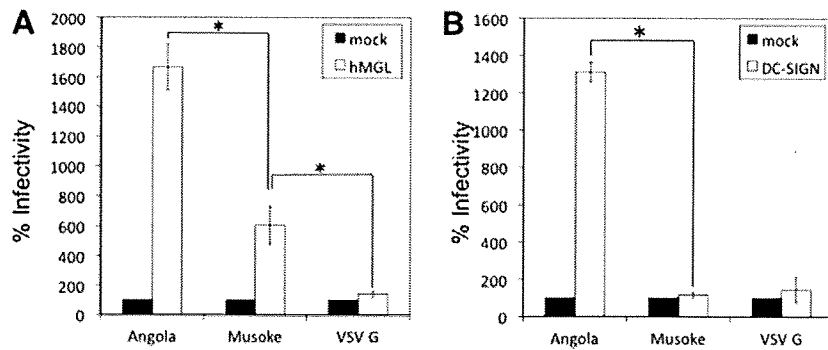 A
% Infectivity
2000
1800
1600
1400
1200
1000
800
600
400
200
0
*
*
mock
hMGL
Angola
Musoke
VSV G
B
% Infectivity
1600
1400
1200
1000
800
600
400
200
0
*
mock
DC-SIGN
Angola
Musoke
VSV G